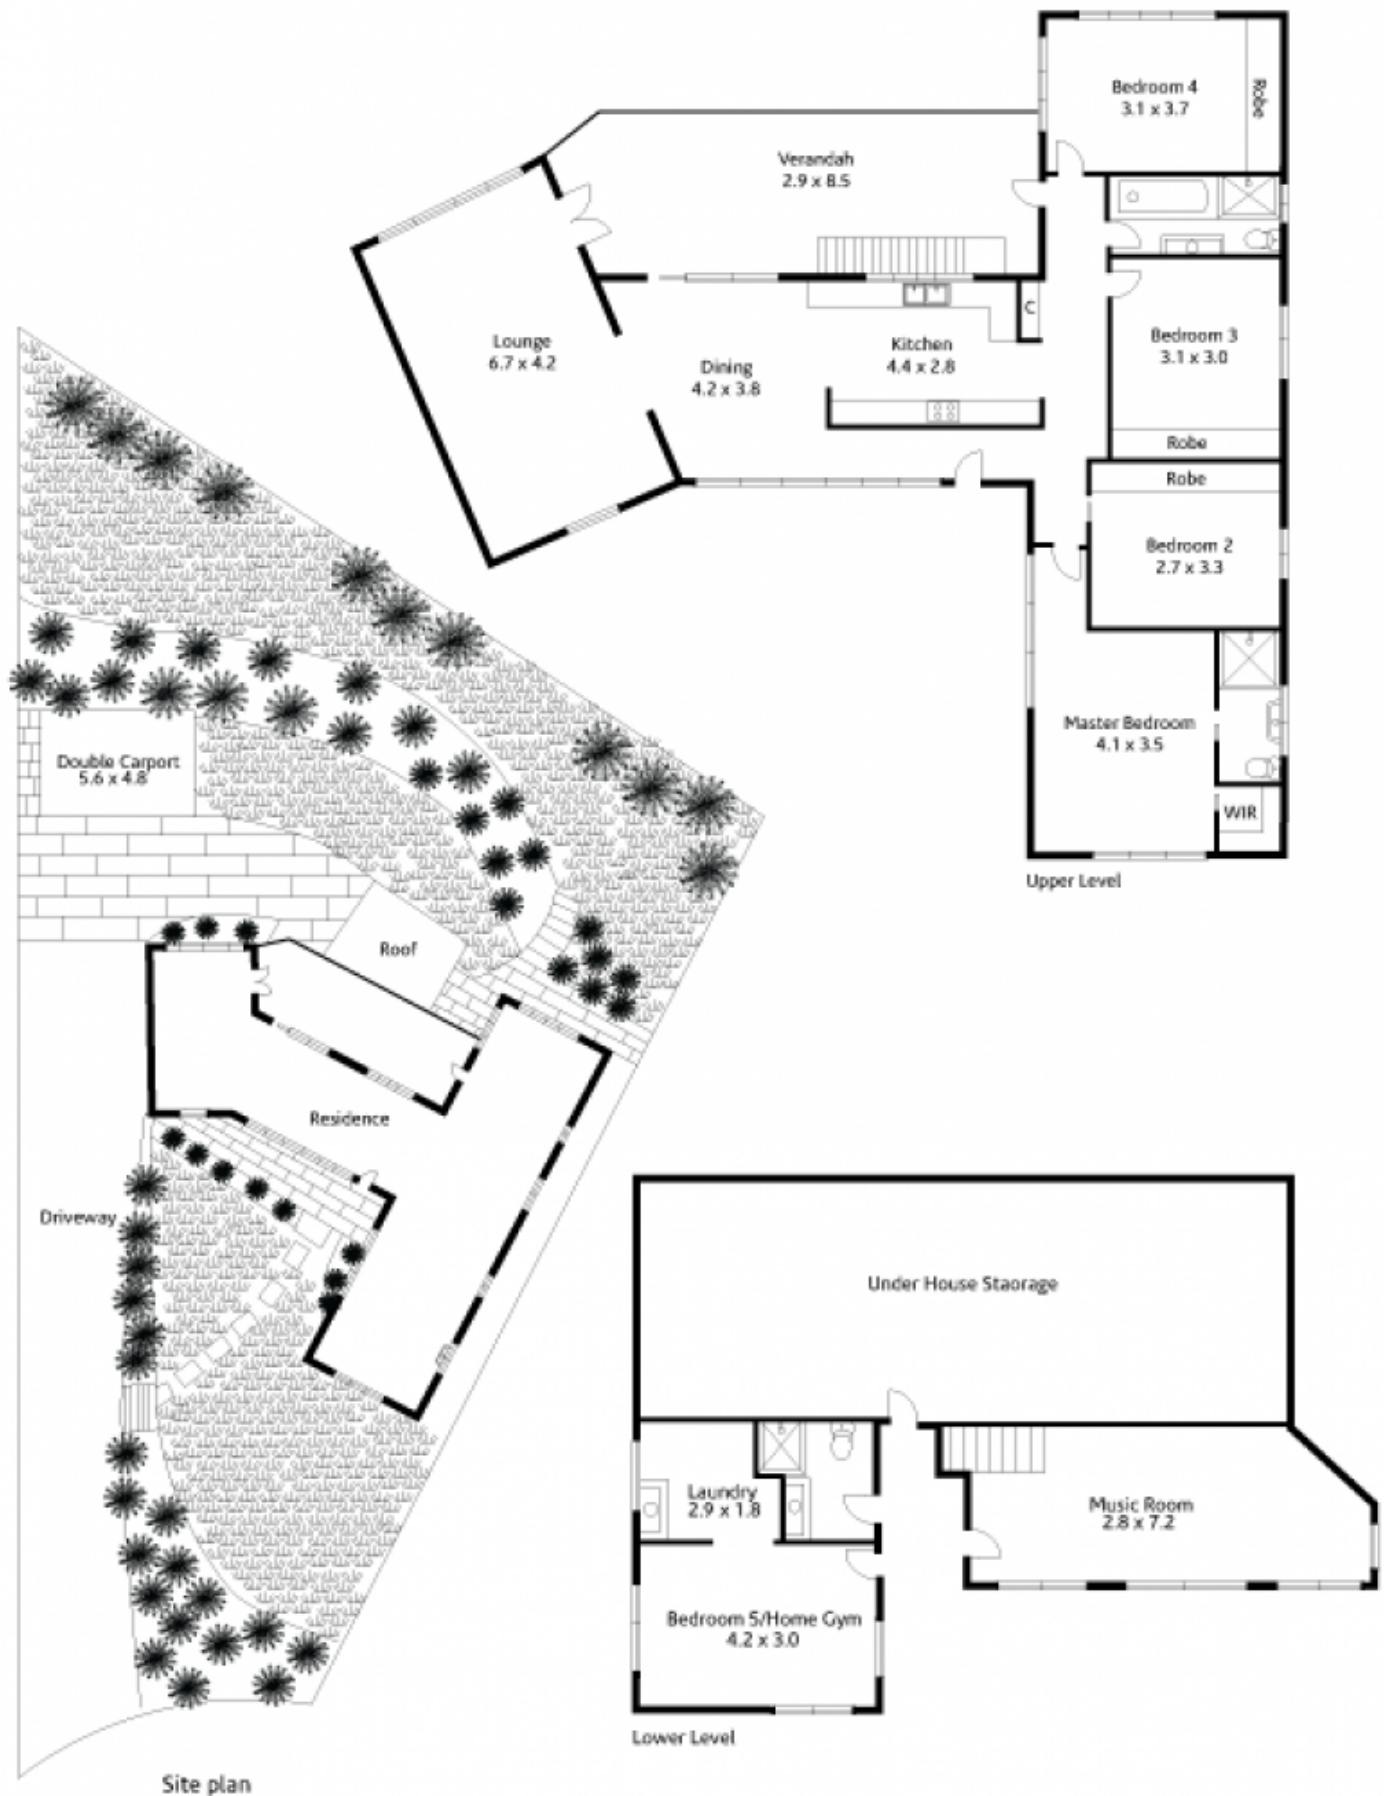 Bedroom 4
3.1 x 3.7
Robe
Verandah
2.9 x 8.5
Lounge
6.7 x 4.2
Dining
4.2 x 3.8
Kitchen
4.4 x 2.8
C
Bedroom 3
3.1 x 3.0
Robe
Robe
Bedroom 2
2.7 x 3.3
Master Bedroom
4.1 x 3.5
WIR
Upper Level
Double Carport
5.6 x 4.8
Roof
Residence
Driveway
Site plan
Under House Staorage
Laundry
2.9 x 1.8
Music Room
2.8 x 7.2
Bedroom 5/Home Gym
4.2 x 3.0
Lower Level